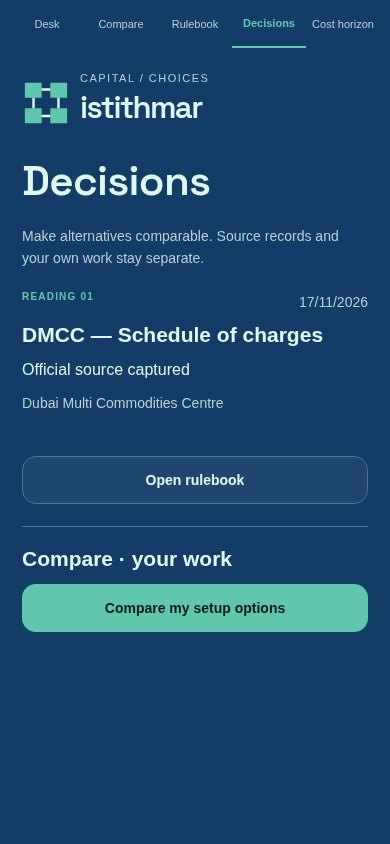 Desk
Compare
Rulebook
Decisions
Cost horizon
CAPITAL / CHOICES
istithmar
Decisions
Make alternatives comparable. Source records and
your own work stay separate.
READING 01
17/11/2026
DMCC — Schedule of charges
Official source captured
Dubai Multi Commodities Centre
Open rulebook
Compare · your work
Compare my setup options